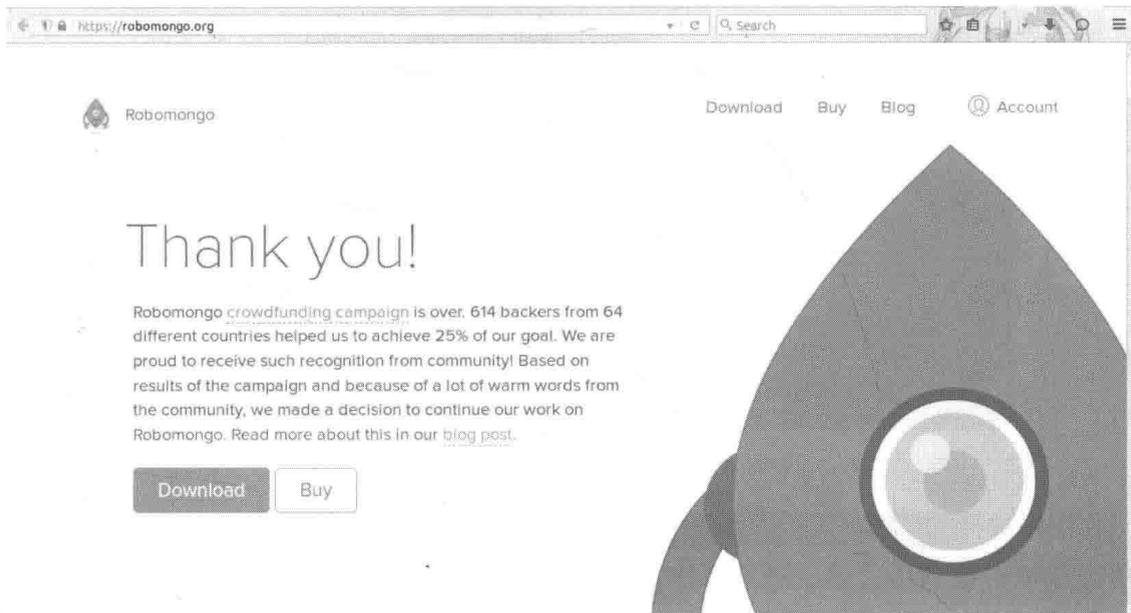 https://robomongo.org
Search
Robomongo
Download Buy Blog Account
Thank you!
Robomongo crowdfunding campaign is over. 614 backers from 64
different countries helped us to achieve 25% of our goal. We are
proud to receive such recognition from community! Based on
results of the campaign and because of a lot of warm words from
the community, we made a decision to continue our work on
Robomongo. Read more about this in our blog post.
Download Buy